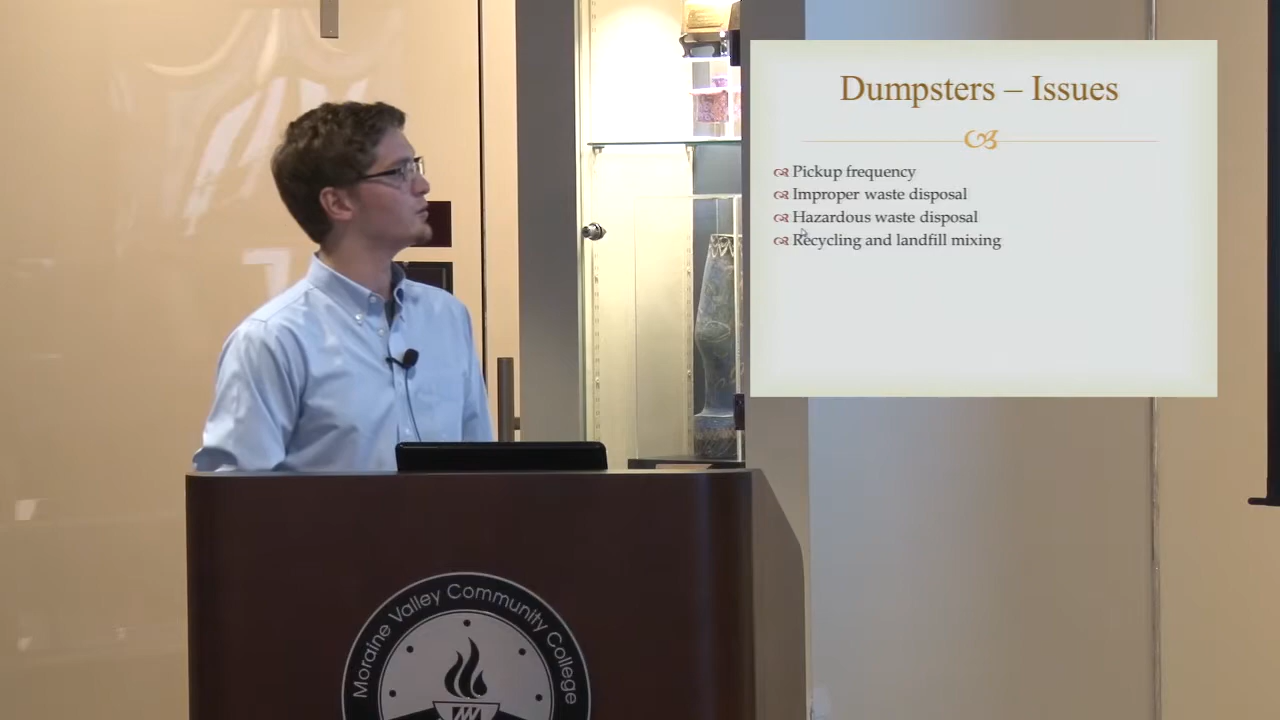 Dumpsters – Issues
Pickup frequency
Improper waste disposal
Hazardous waste disposal
Recycling and landfill mixing
Moraine Valley Community College